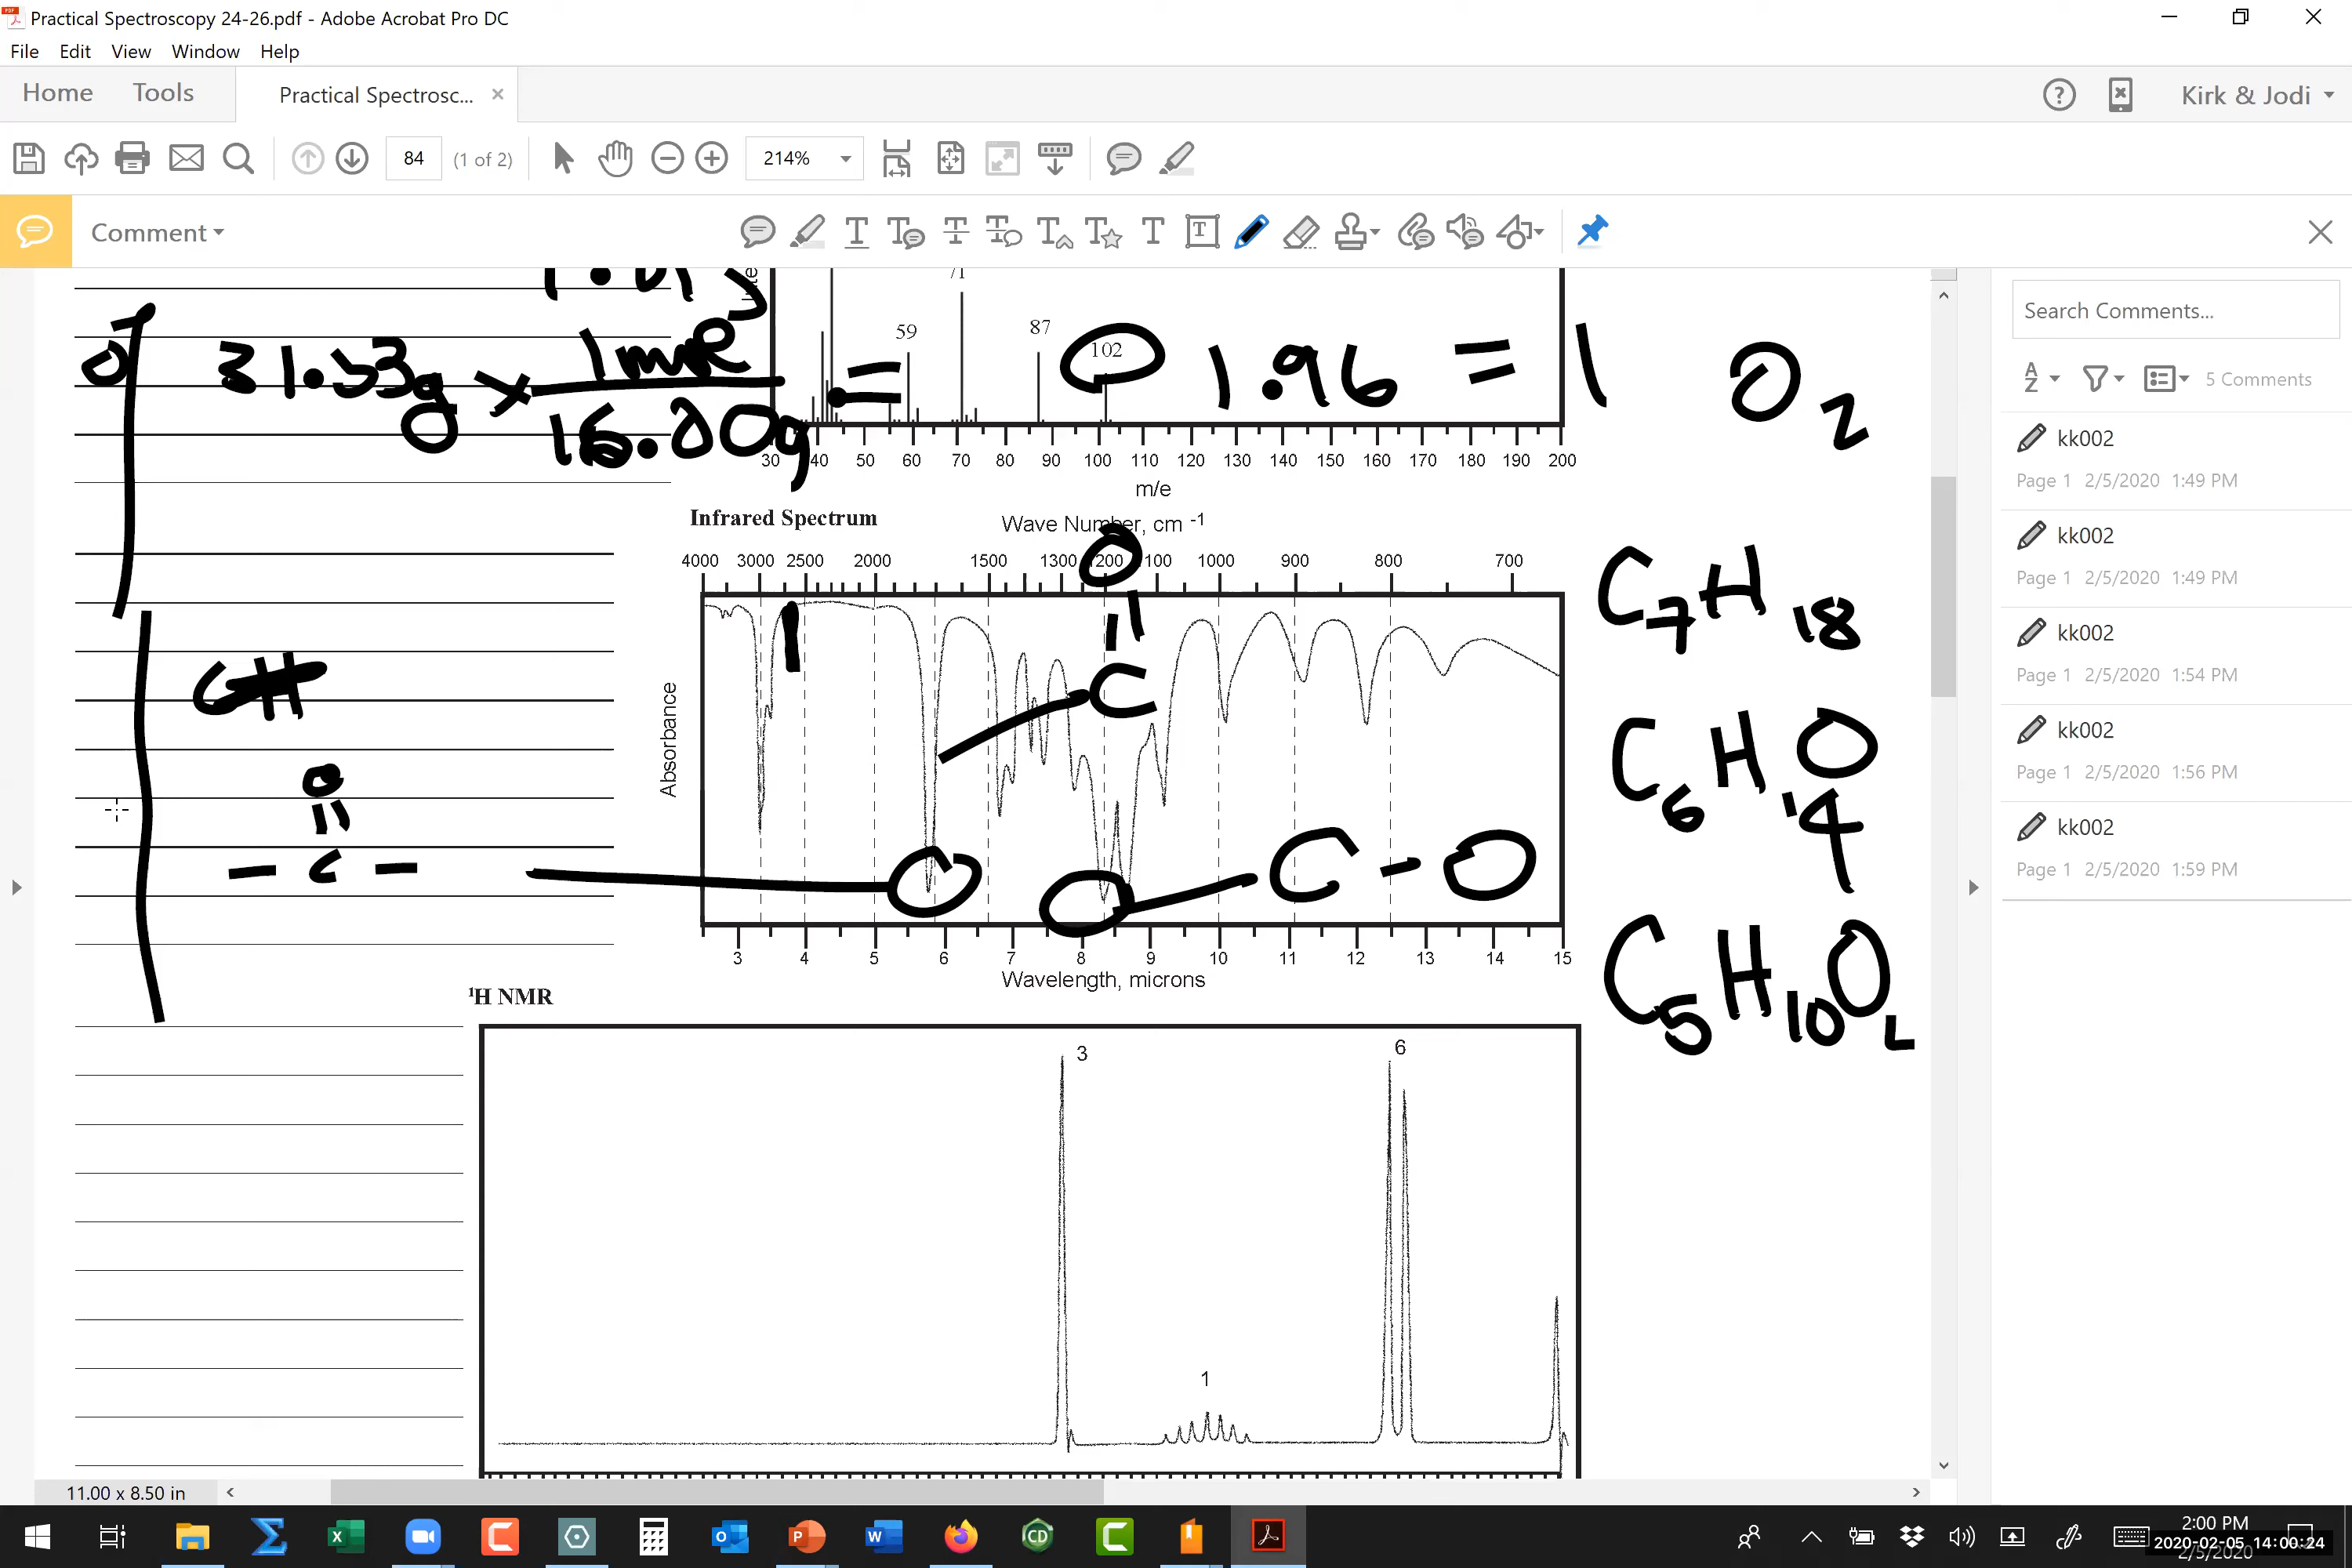 Practical Spectroscopy 24-26.pdf - Adobe Acrobat Pro DC
File Edit View Window Help
Home Tools Practical Spectrosc... × Kirk & Jodi
84 (1 of 2) 214%
Comment
Search Comments...
5 Comments
kk002
Page 1 2/5/2020 1:49 PM
kk002
Page 1 2/5/2020 1:49 PM
kk002
Page 1 2/5/2020 1:54 PM
kk002
Page 1 2/5/2020 1:56 PM
kk002
Page 1 2/5/2020 1:59 PM
71
59 87 102
31.33g × 1 mole = 1.96 = 1 O2
16.00g
30 40 50 60 70 80 90 100 110 120 130 140 150 160 170 180 190 200
m/e
Infrared Spectrum Wave Number, cm -1
4000 3000 2500 2000 1500 1300 1200 1100 1000 900 800 700
O
C
C7H18
CH
O
-C-
C-O
C6H14O
C5H10O2
Absorbance
3 4 5 6 7 8 9 10 11 12 13 14 15
Wavelength, microns
1H NMR
3 6
1
11.00 x 8.50 in
2:00 PM
2020-02-05 14:00:24
2/5/2020